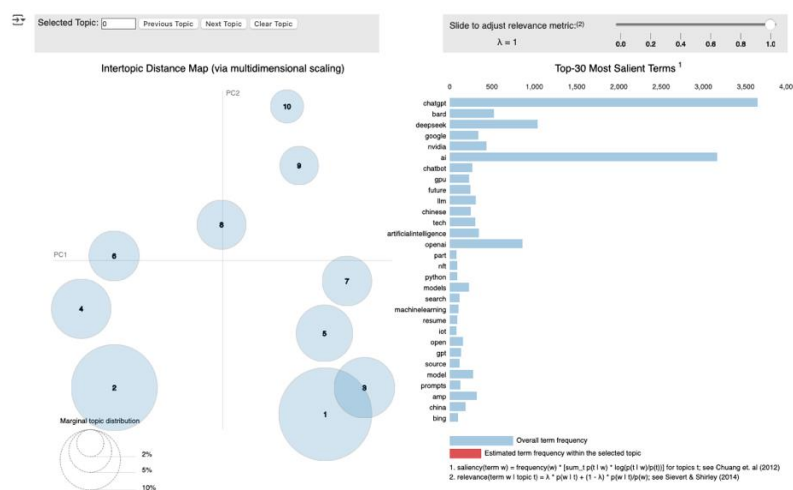 Selected Topic: 0 Previous Topic Next Topic Clear Topic
Slide to adjust relevance metric:(2)
λ = 1
0.0 0.2 0.4 0.6 0.8 1.0
Intertopic Distance Map (via multidimensional scaling)
PC2
PC1
10
9
8
6
7
4
5
2
3
1
Marginal topic distribution
2%
5%
10%
Top-30 Most Salient Terms 1
0 500 1,000 1,500 2,000 2,500 3,000 3,500 4,00
chatgpt
bard
deepseek
google
nvidia
ai
chatbot
gpu
future
llm
chinese
tech
artificialintelligence
openai
part
nft
python
models
search
machinelearning
resume
iot
open
gpt
source
model
prompts
amp
china
bing
Overall term frequency
Estimated term frequency within the selected topic
1. saliency(term w) = frequency(w) * [sum_t p(t | w) * log(p(t | w)/p(t))] for topics t; see Chuang et. al (2012)
2. relevance(term w | topic t) = λ * p(w | t) + (1 - λ) * p(w | t)/p(w); see Sievert & Shirley (2014)